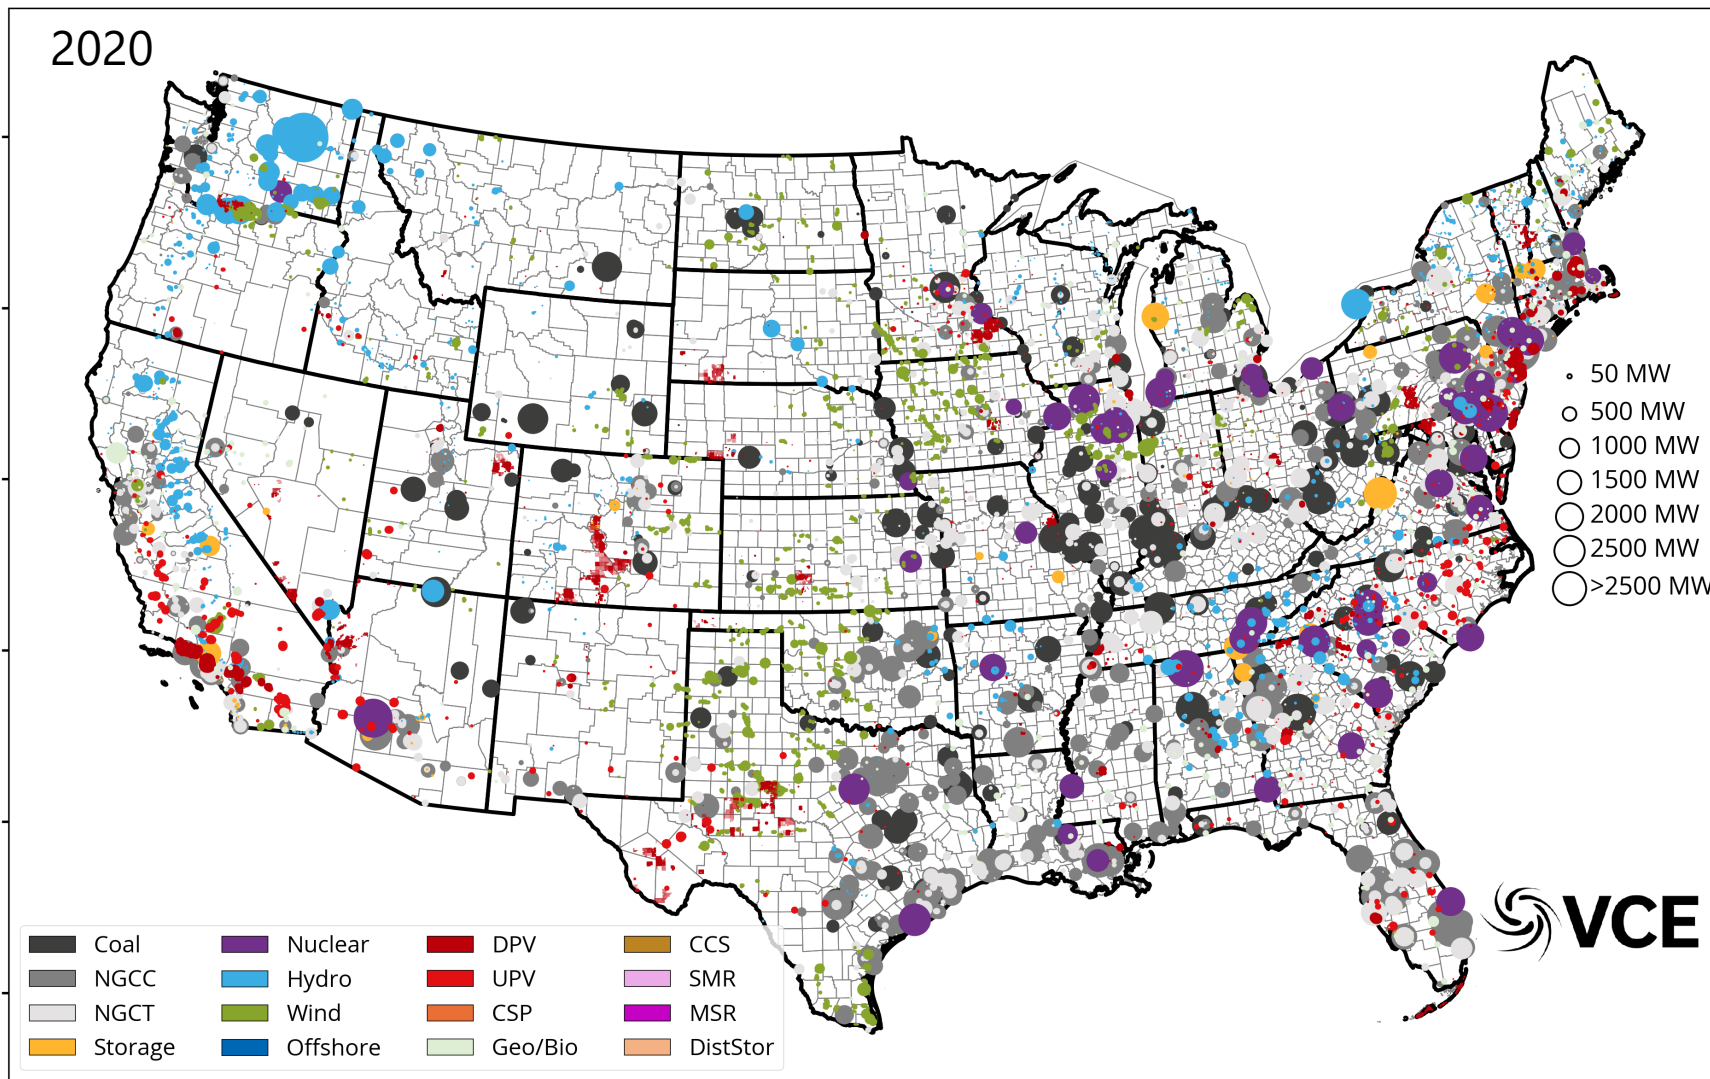 2020
50 MW
500 MW
1000 MW
1500 MW
2000 MW
2500 MW
>2500 MW
VCE
Coal Nuclear DPV CCS
NGCC Hydro UPV SMR
NGCT Wind CSP MSR
Storage Offshore Geo/Bio DistStor